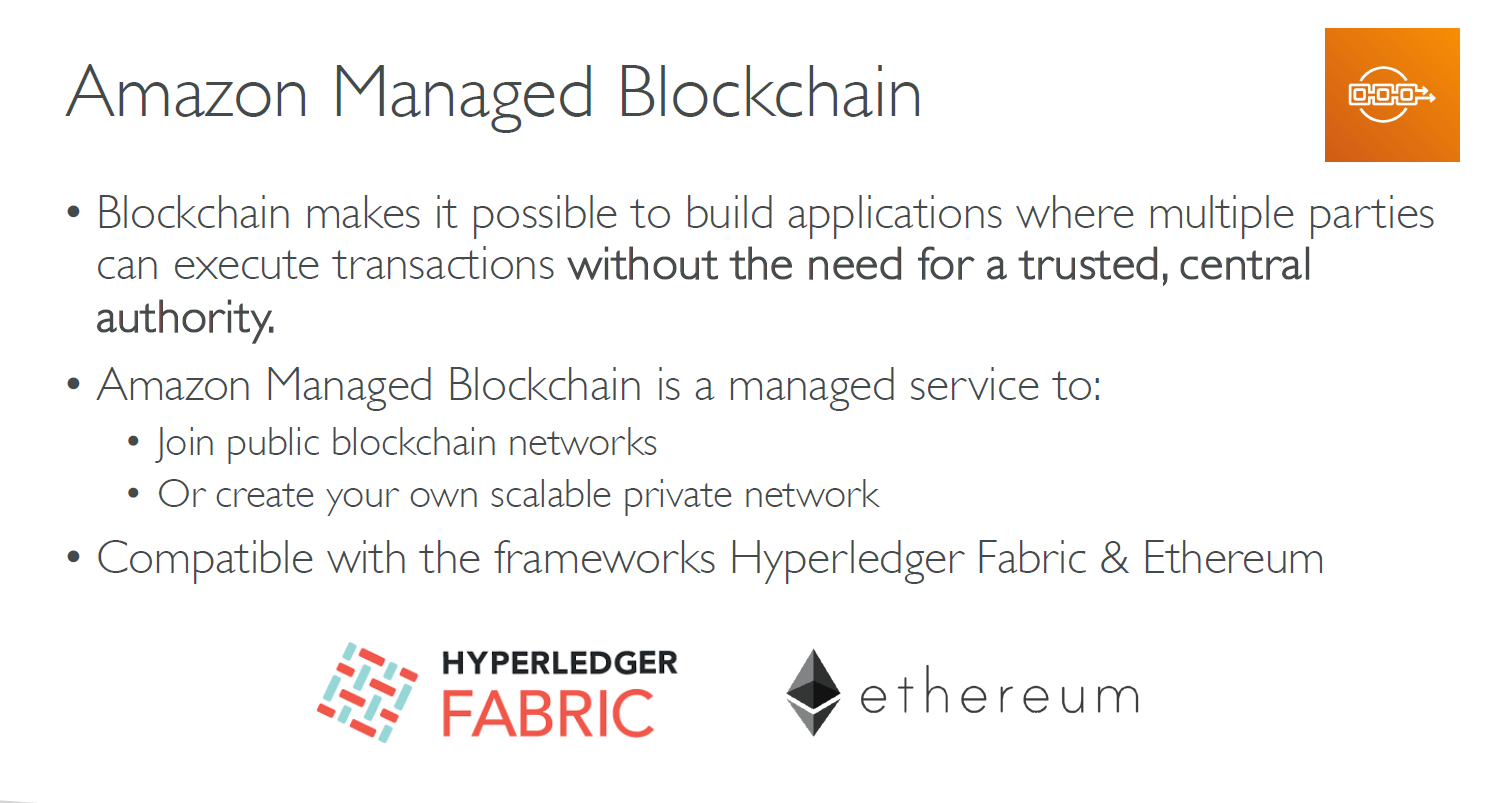 Amazon Managed Blockchain
• Blockchain makes it possible to build applications where multiple parties
can execute transactions without the need for a trusted, central
authority.
• Amazon Managed Blockchain is a managed service to:
• Join public blockchain networks
• Or create your own scalable private network
• Compatible with the frameworks Hyperledger Fabric & Ethereum
HYPERLEDGER
FABRIC
ethereum